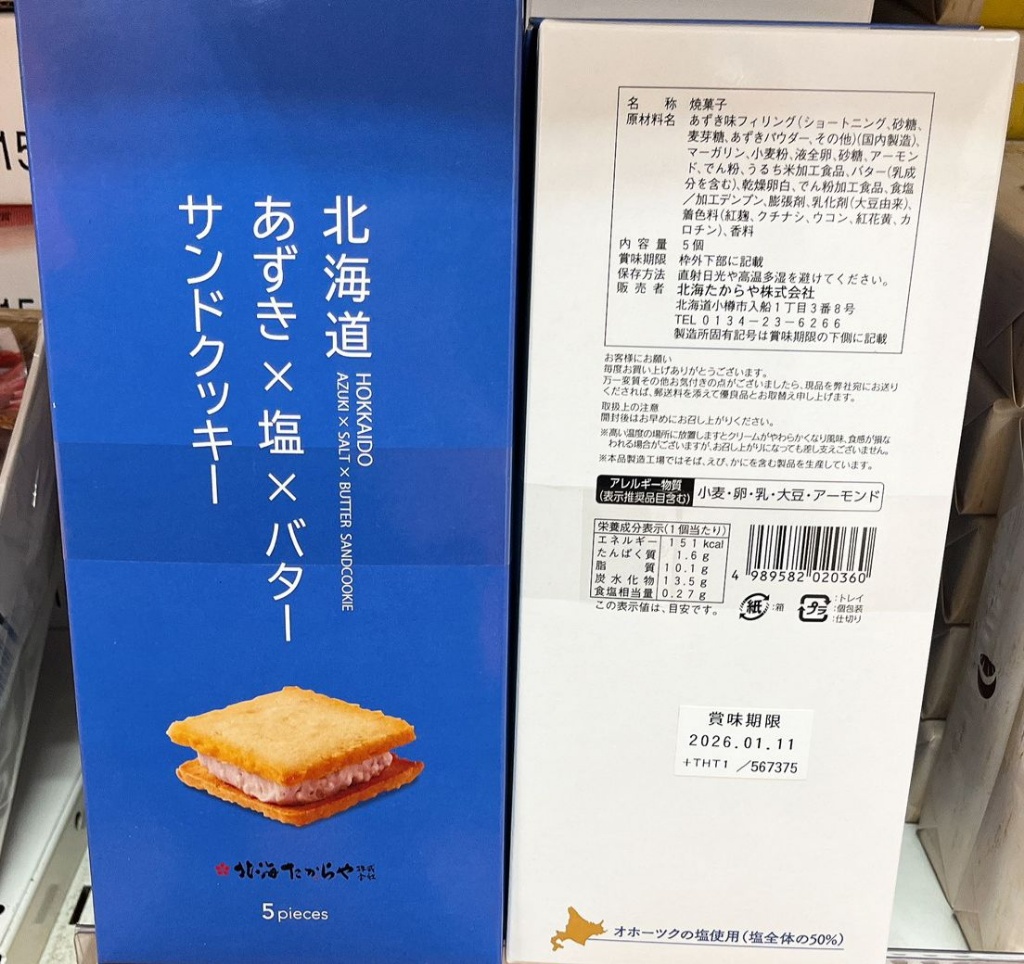 北海道
HOKKAIDO
あずき×塩×バター
サンドクッキー
AZUKI × SALT × BUTTER SANDCOOKIE
北海たからや株式会社
5 pieces
名 称 焼菓子
原材料名 あずき味フィリング(ショートニング、砂糖、
麦芽糖、あずきパウダー、その他)(国内製造)、
マーガリン、小麦粉、液全卵、砂糖、アーモン
ド、でん粉、うるち米加工食品、バター(乳成
分を含む)、乾燥卵白、でん粉加工食品、食塩
/加工デンプン、膨張剤、乳化剤(大豆由来)、
着色料(紅麹、クチナシ、ウコン、紅花黄、カ
ロチン)、香料
内容量 5個
賞味期限 枠外下部に記載
保存方法 直射日光や高温多湿を避けてください。
販売者 北海たからや株式会社
北海道小樽市入船1丁目3番8号
TEL 0134-23-6266
製造所固有記号は賞味期限の下側に記載
お客様にお願い
毎度お買い上げありがとうございます。
万一変質その他お気付きの点がございましたら、現品を弊社宛にお送り
くだされば、郵送料を添えて優良品とお取替え申し上げます。
取扱上の注意
開封後はお早めにお召し上がりください。
※高い温度の場所に放置しますとクリームがやわらかくなり風味、食感が損な
われる場合がございますが、お召し上がりになっても差し支えございません。
※本品製造工場ではそば、えび、かにを含む製品を生産しています。
アレルギー物質
(表示推奨品目含む)
小麦・卵・乳・大豆・アーモンド
栄養成分表示(1個当たり)
エネルギー 151 kcal
たんぱく質 1.6 g
脂 質 10.1 g
炭水化物 13.5 g
食塩相当量 0.27 g
この表示値は、目安です。
4 989582 020360
紙 :箱
プラ :トレイ
:個包装
:仕切り
賞味期限
2026.01.11
+THT1 /567375
オホーツクの塩使用(塩全体の50%)
15
15